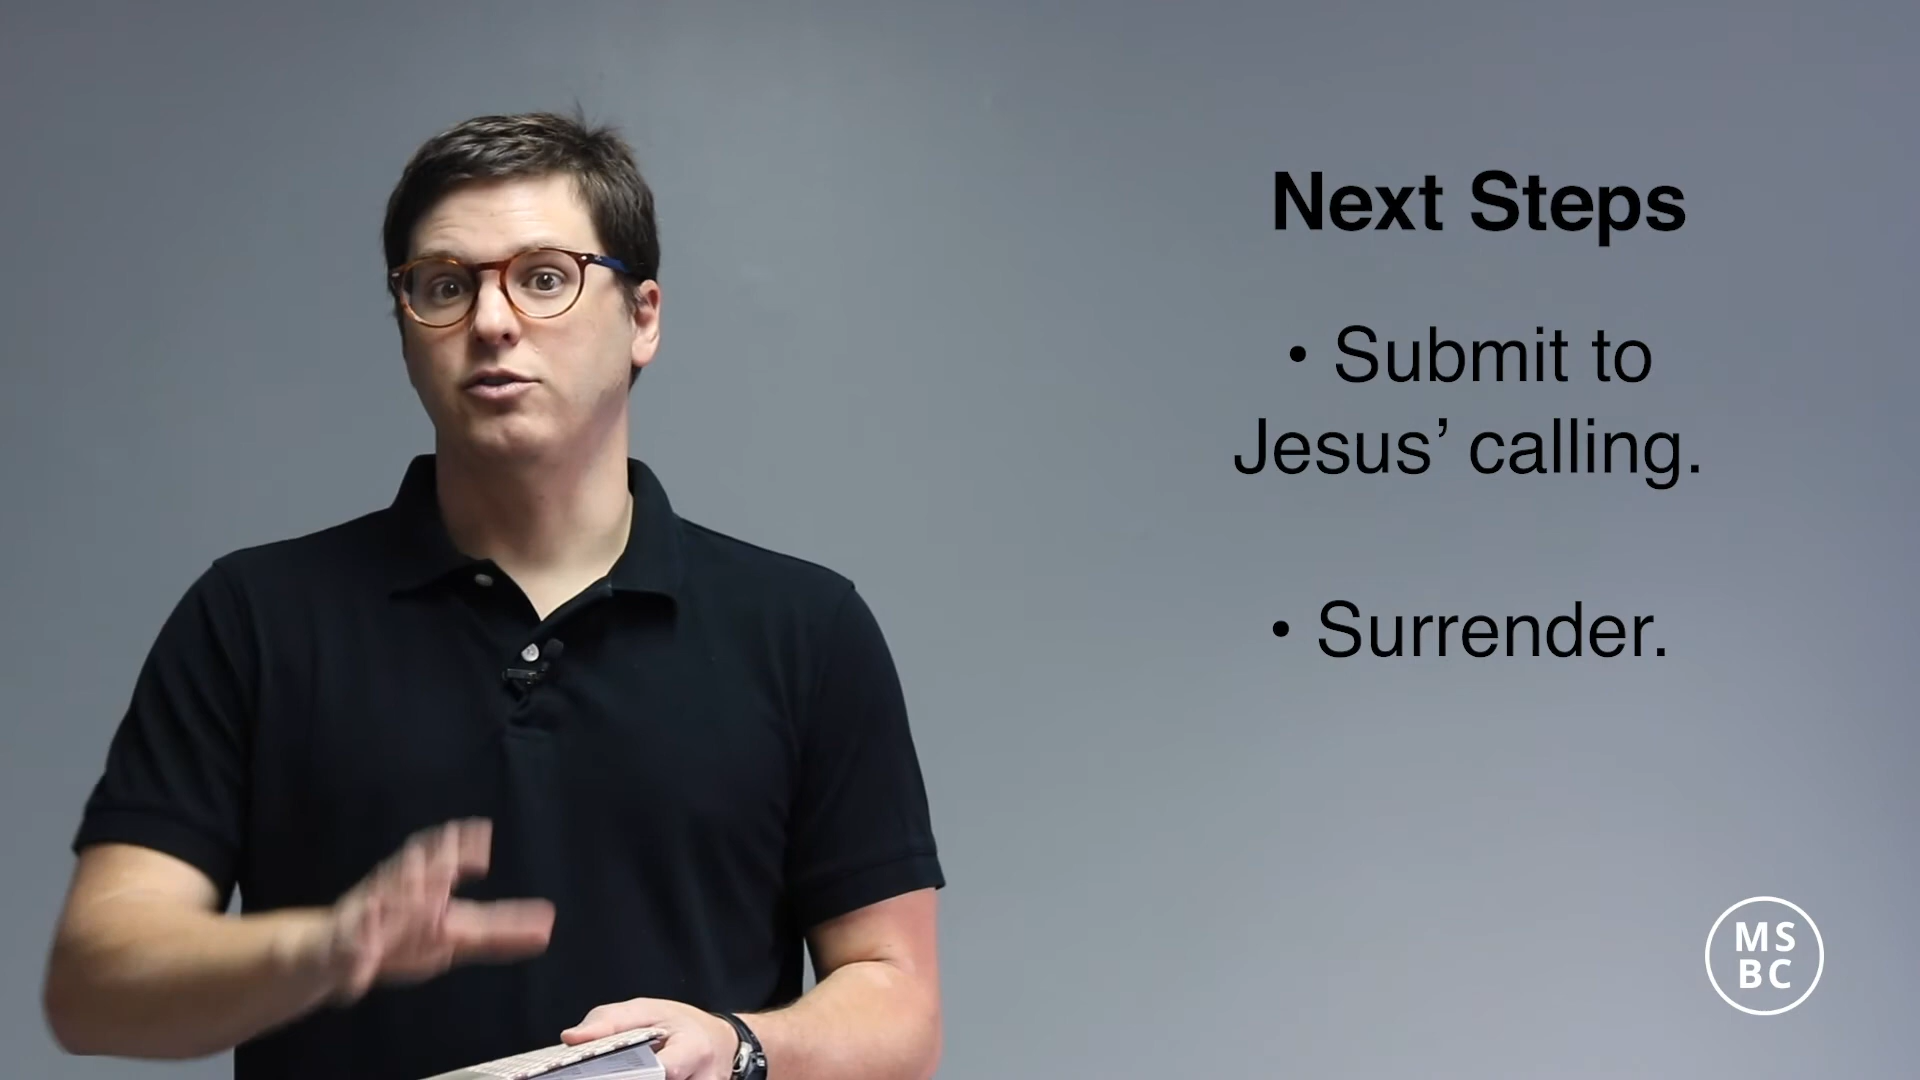 Next Steps
• Submit to
Jesus’ calling.
• Surrender.
MS
BC